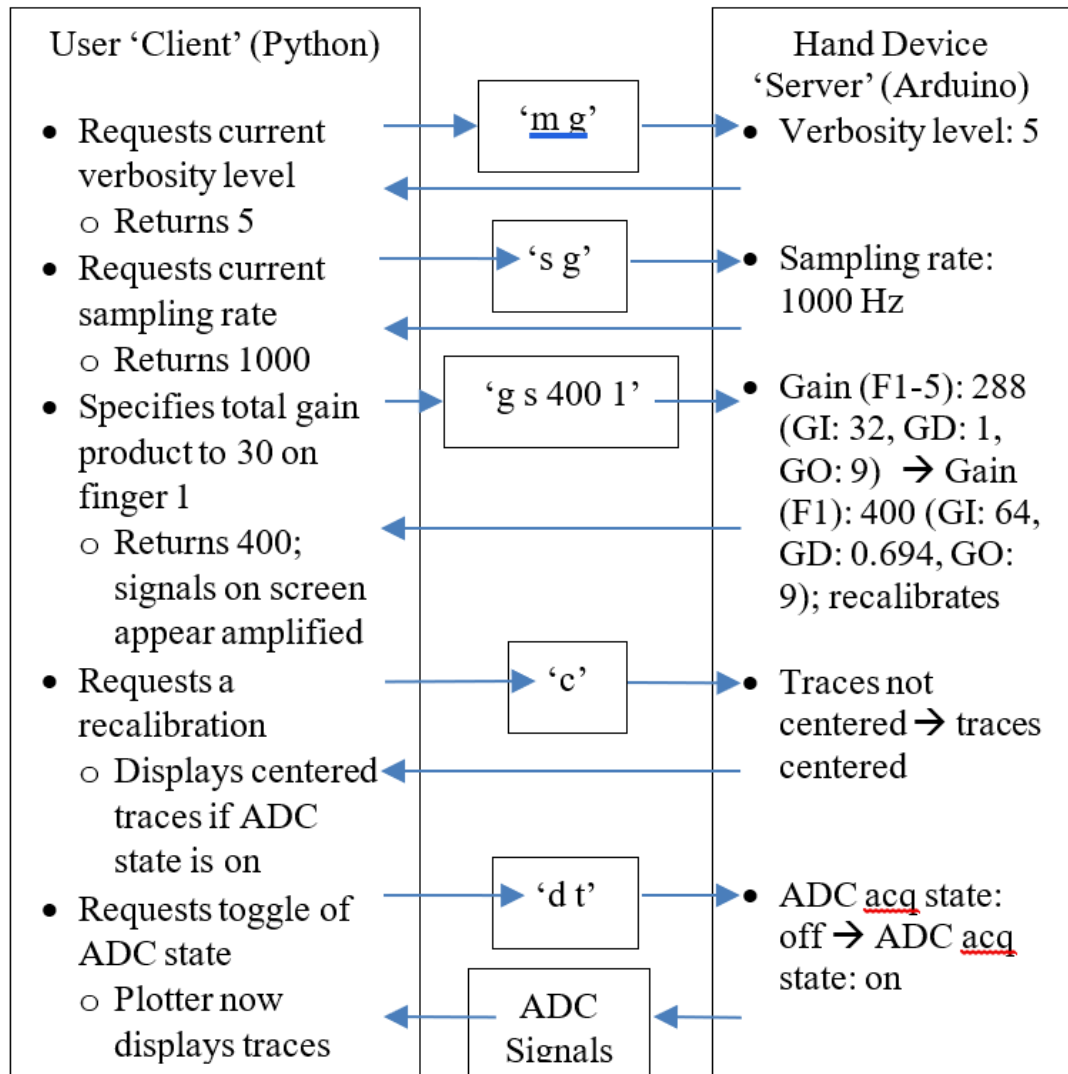 User ‘Client’ (Python)
• Requests current
verbosity level
o Returns 5
• Requests current
sampling rate
o Returns 1000
• Specifies total gain
product to 30 on
finger 1
o Returns 400;
signals on screen
appear amplified
• Requests a
recalibration
o Displays centered
traces if ADC
state is on
• Requests toggle of
ADC state
o Plotter now
displays traces
‘m g’
‘s g’
‘g s 400 1’
‘c’
‘d t’
ADC
Signals
Hand Device
‘Server’ (Arduino)
• Verbosity level: 5
• Sampling rate:
1000 Hz
• Gain (F1-5): 288
(GI: 32, GD: 1,
GO: 9) → Gain
(F1): 400 (GI: 64,
GD: 0.694, GO:
9); recalibrates
• Traces not
centered → traces
centered
• ADC acq state:
off → ADC acq
state: on